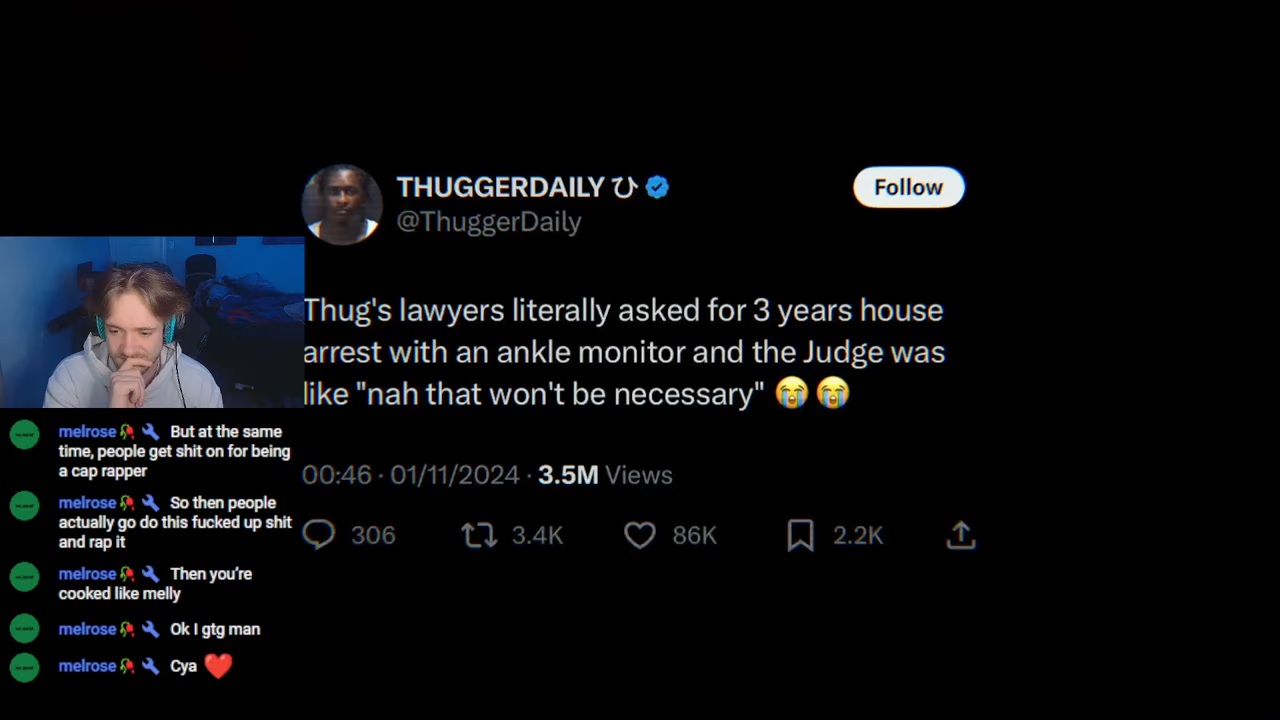 THUGGERDAILY ひ
@ThuggerDaily
Follow
Thug's lawyers literally asked for 3 years house
arrest with an ankle monitor and the Judge was
like "nah that won't be necessary" 😭😭
00:46 · 01/11/2024 · 3.5M Views
306 3.4K 86K 2.2K
melrose🥀 🔧 But at the same
time, people get shit on for being
a cap rapper
melrose🥀 🔧 So then people
actually go do this fucked up shit
and rap it
melrose🥀 🔧 Then you're
cooked like melly
melrose🥀 🔧 Ok I gtg man
melrose🥀 🔧 Cya ❤️